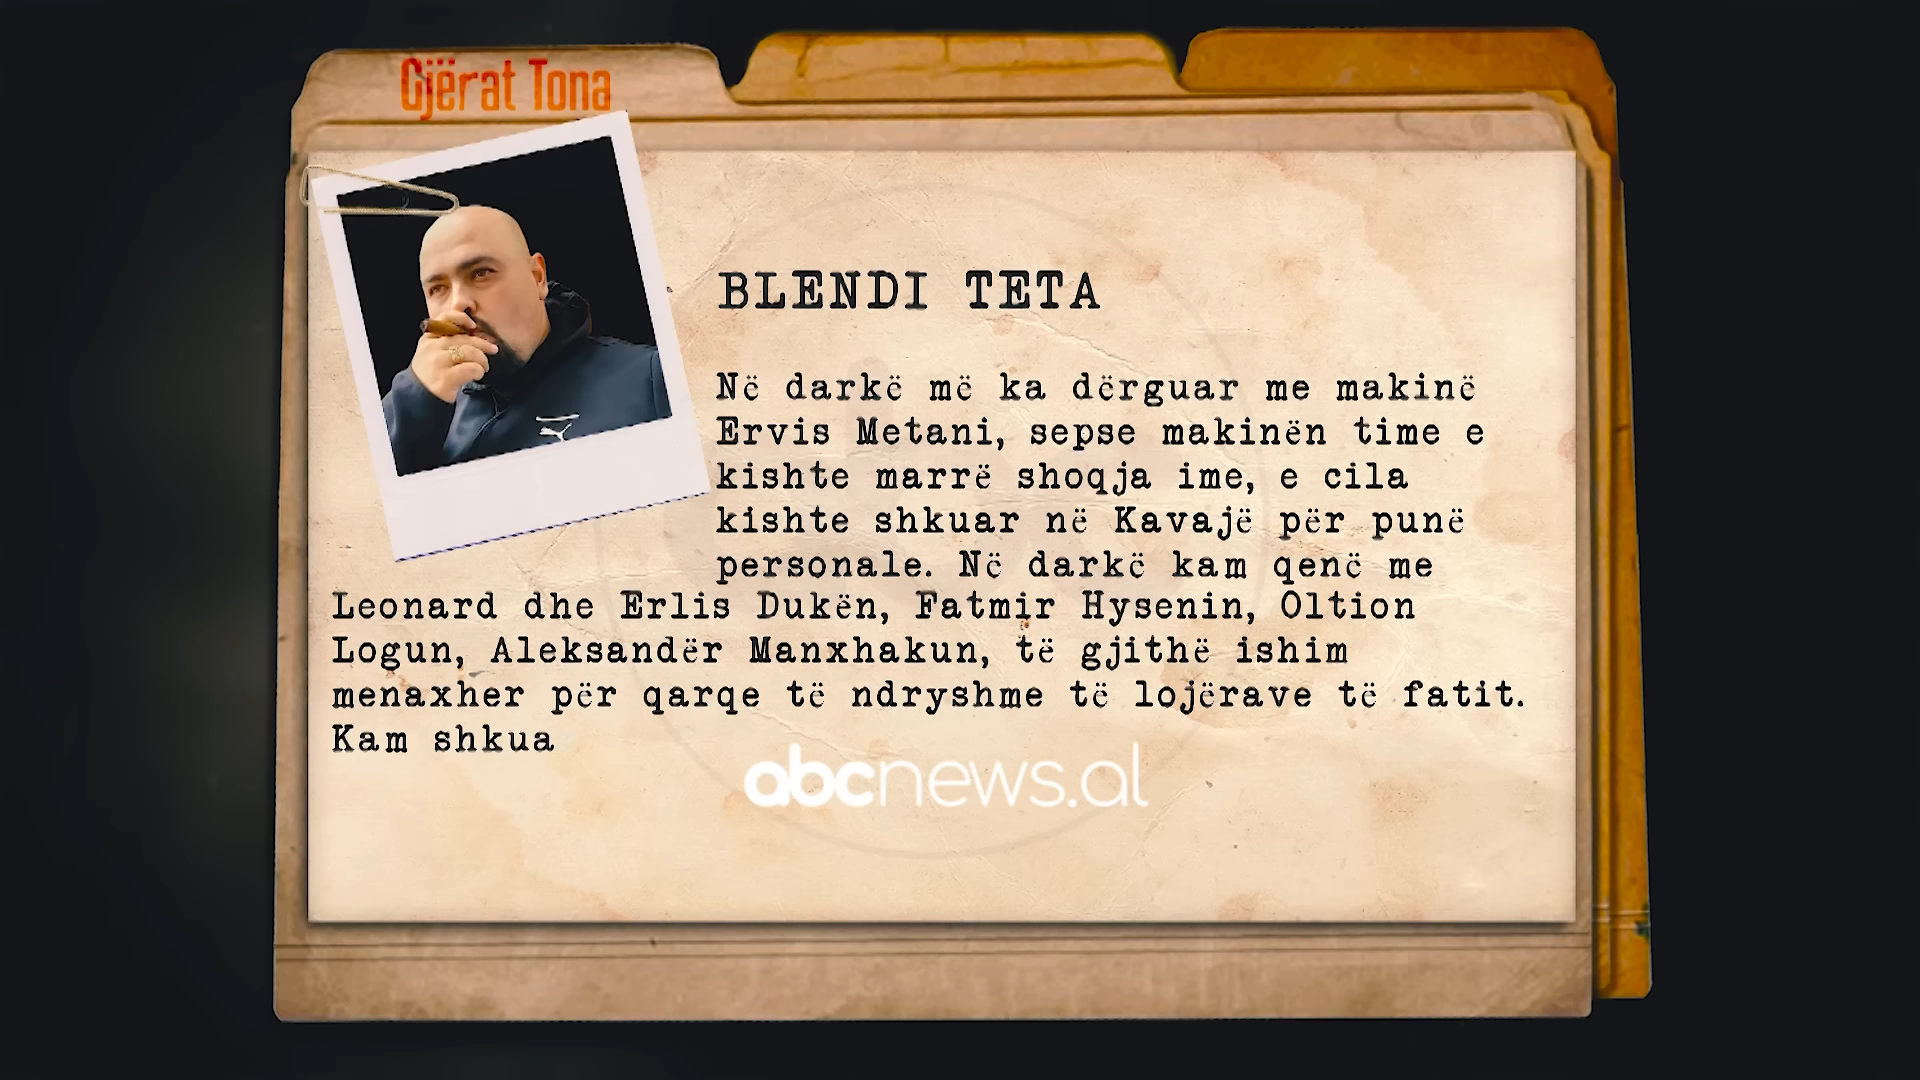 Gjërat Tona
BLENDI TETA
Në darkë më ka dërguar me makinë
Ervis Metani, sepse makinën time e
kishte marrë shoqja ime, e cila
kishte shkuar në Kavajë për punë
personale. Në darkë kam qenë me
Leonard dhe Erlis Dukën, Fatmir Hysenin, Oltion
Logun, Aleksandër Manxhakun, të gjithë ishim
menaxher për qarqe të ndryshme të lojërave të fatit.
Kam shkua
abcnews.al